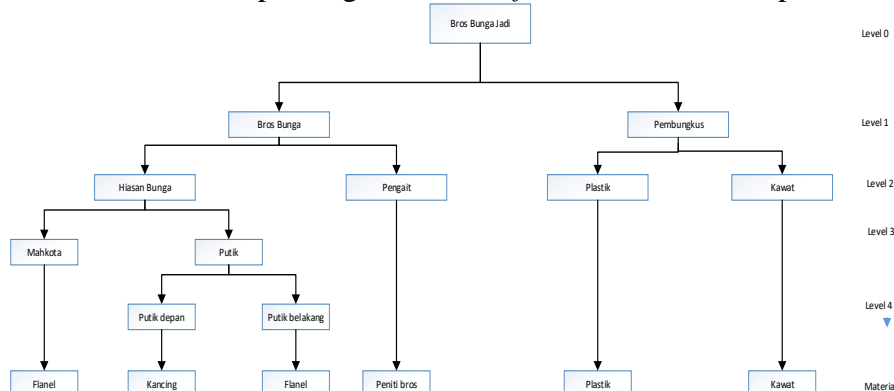 Bros Bunga Jadi
Level 0
Bros Bunga
Pembungkus
Level 1
Hiasan Bunga
Pengait
Plastik
Kawat
Level 2
Mahkota
Putik
Level 3
Putik depan
Putik belakang
Level 4
Flanel
Kancing
Flanel
Peniti bros
Plastik
Kawat
Materia